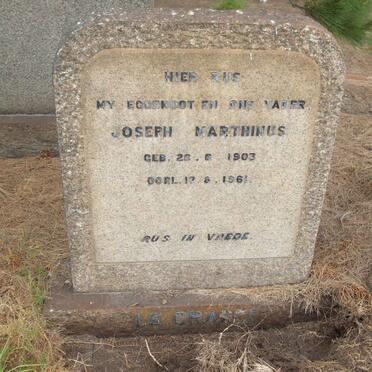 HIER RUS
MY EGGENOOT EN ONS VADER
JOSEPH MARTHINUS
GEB. 28. 6 1903
OORL. 17. 6. 1961.
RUS IN VREDE.
LE GRANGE